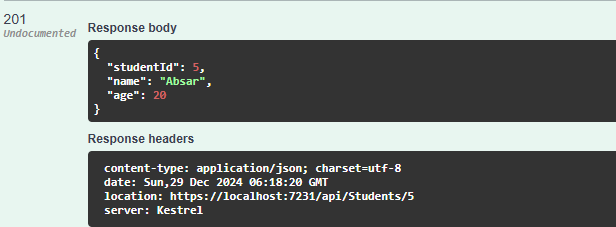 201
Undocumented
Response body
{
  "studentId": 5,
  "name": "Absar",
  "age": 20
}
Response headers
content-type: application/json; charset=utf-8
date: Sun,29 Dec 2024 06:18:20 GMT
location: https://localhost:7231/api/Students/5
server: Kestrel